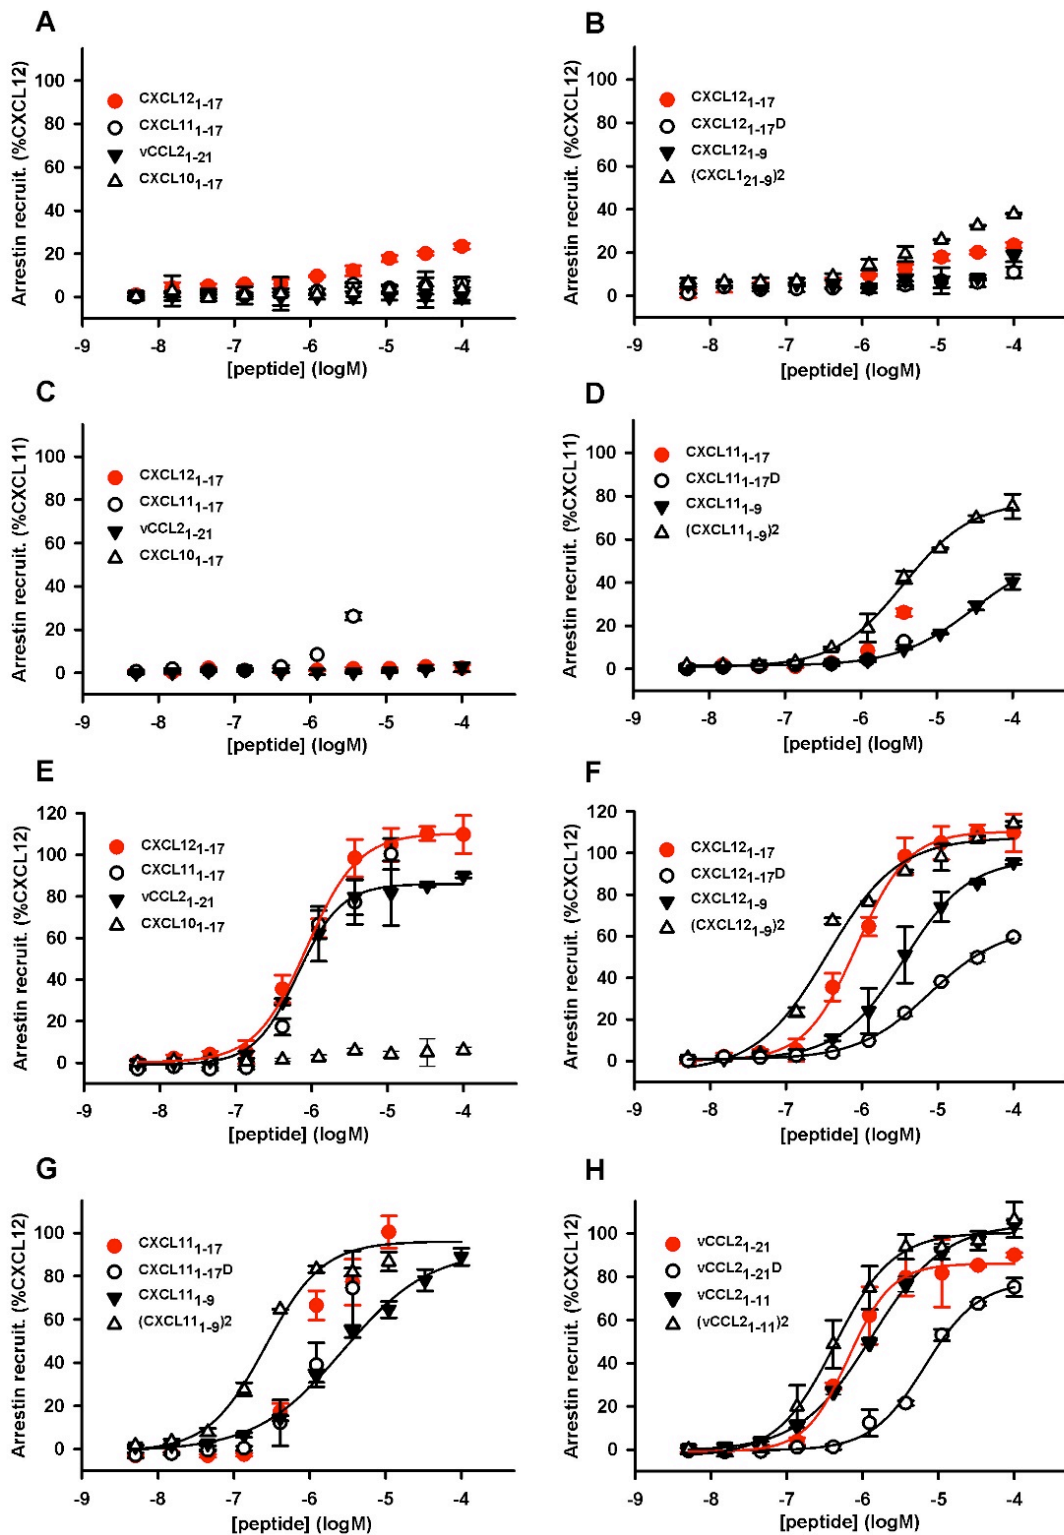 A
Arrestin recruit. (%CXCL12)
100
80
60
40
20
0
CXCL12₁₋₁₇
CXCL11₁₋₁₇
vCCL2₁₋₂₁
CXCL10₁₋₁₇
-9 -8 -7 -6 -5 -4
[peptide] (logM)
B
Arrestin recruit. (%CXCL12)
100
80
60
40
20
0
CXCL12₁₋₁₇
CXCL12₁₋₁₇D
CXCL12₁₋₉
(CXCL1₂₁₋₉)2
-9 -8 -7 -6 -5 -4
[peptide] (logM)
C
Arrestin recruit. (%CXCL11)
100
80
60
40
20
0
CXCL12₁₋₁₇
CXCL11₁₋₁₇
vCCL2₁₋₂₁
CXCL10₁₋₁₇
-9 -8 -7 -6 -5 -4
[peptide] (logM)
D
Arrestin recruit. (%CXCL11)
100
80
60
40
20
0
CXCL11₁₋₁₇
CXCL11₁₋₁₇D
CXCL11₁₋₉
(CXCL11₁₋₉)2
-9 -8 -7 -6 -5 -4
[peptide] (logM)
E
Arrestin recruit. (%CXCL12)
120
100
80
60
40
20
0
CXCL12₁₋₁₇
CXCL11₁₋₁₇
vCCL2₁₋₂₁
CXCL10₁₋₁₇
-9 -8 -7 -6 -5 -4
[peptide] (logM)
F
Arrestin recruit. (%CXCL12)
120
100
80
60
40
20
0
CXCL12₁₋₁₇
CXCL12₁₋₁₇D
CXCL12₁₋₉
(CXCL12₁₋₉)2
-9 -8 -7 -6 -5 -4
[peptide] (logM)
G
Arrestin recruit. (%CXCL12)
100
80
60
40
20
0
CXCL11₁₋₁₇
CXCL11₁₋₁₇D
CXCL11₁₋₉
(CXCL11₁₋₉)2
-9 -8 -7 -6 -5 -4
[peptide] (logM)
H
Arrestin recruit. (%CXCL12)
100
80
60
40
20
0
vCCL2₁₋₂₁
vCCL2₁₋₂₁D
vCCL2₁₋₁₁
(vCCL2₁₋₁₁)2
-9 -8 -7 -6 -5 -4
[peptide] (logM)